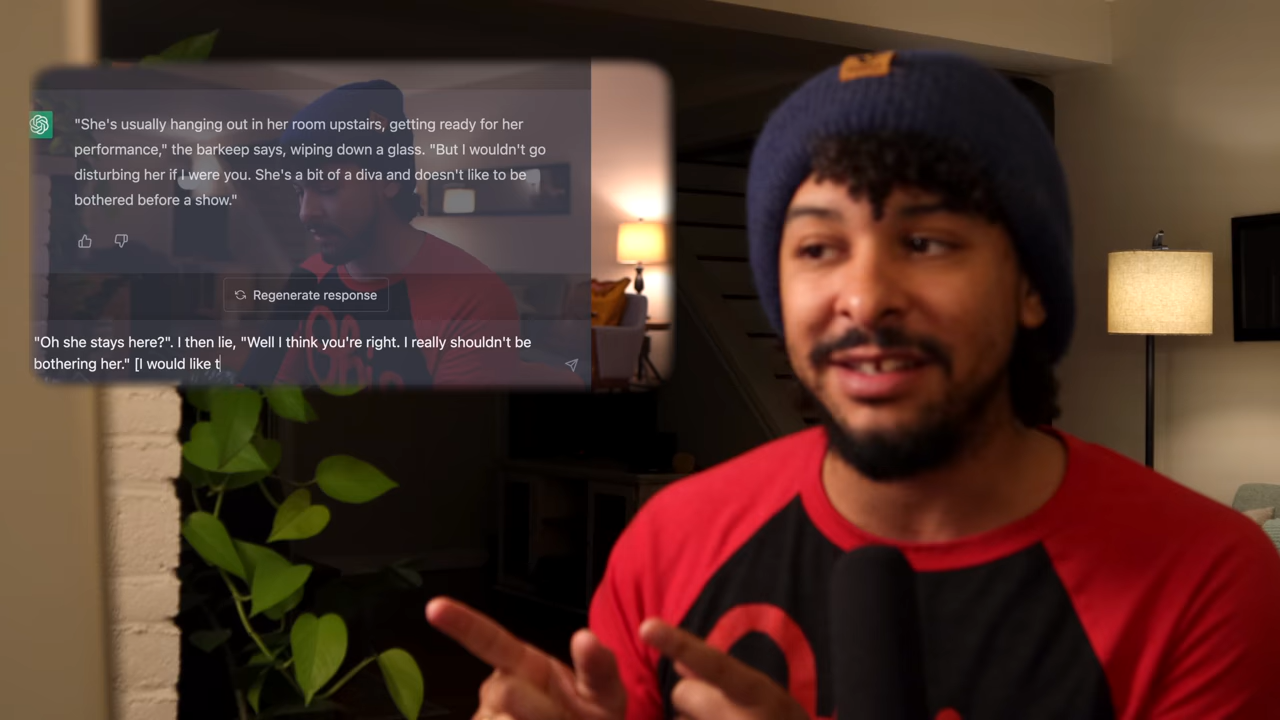 "She's usually hanging out in her room upstairs, getting ready for her
performance," the barkeep says, wiping down a glass. "But I wouldn't go
disturbing her if I were you. She's a bit of a diva and doesn't like to be
bothered before a show."
Regenerate response
"Oh she stays here?". I then lie, "Well I think you're right. I really shouldn't be
bothering her." [I would like t